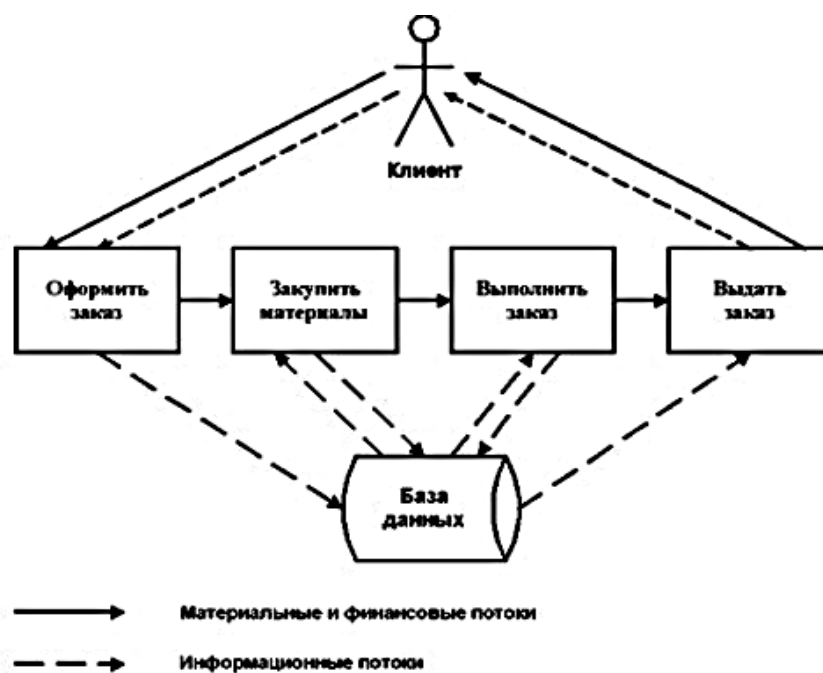 Клиент
Оформить
заказ
Закупить
материалы
Выполнить
заказ
Выдать
заказ
База
данных
Материальные и финансовые потоки
Информационные потоки